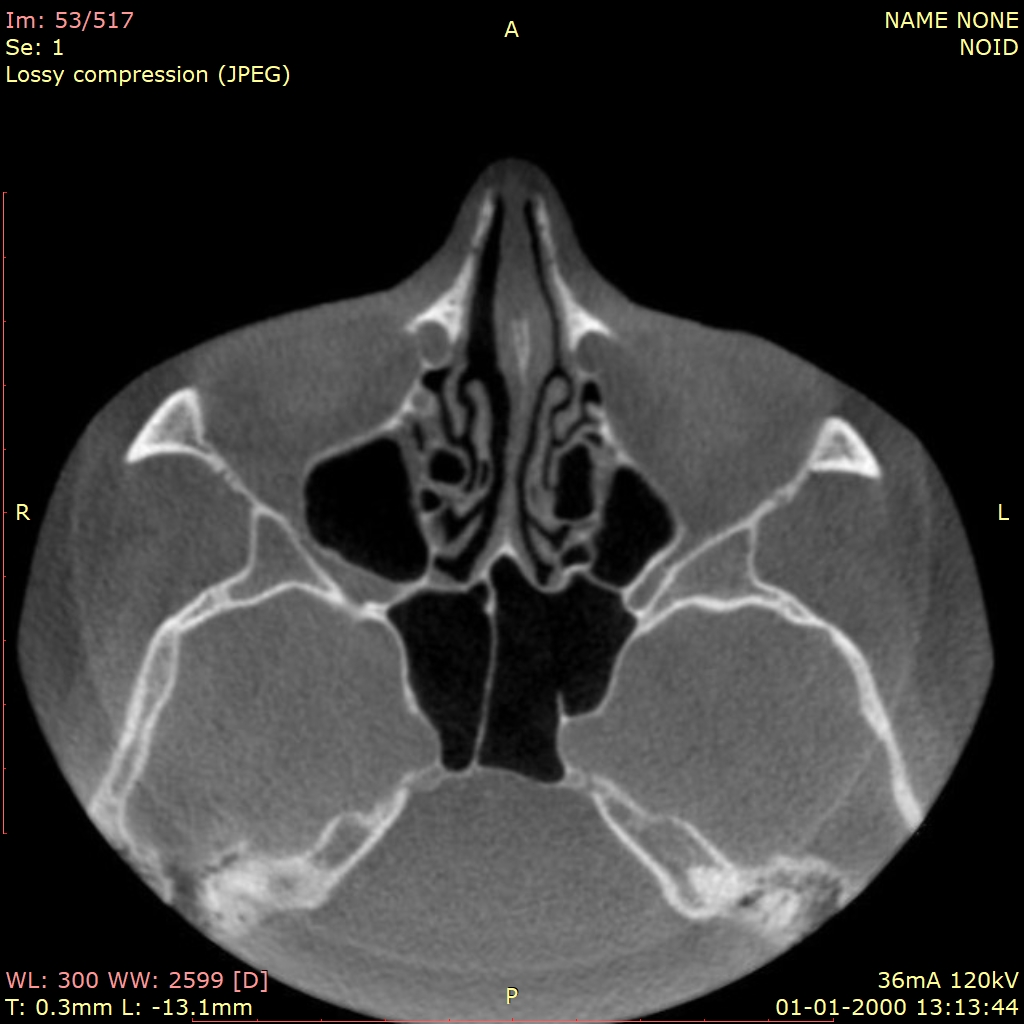 Im: 53/517
Se: 1
Lossy compression (JPEG)
A
NAME NONE
NOID
R
L
WL: 300 WW: 2599 [D]
T: 0.3mm L: -13.1mm
P
36mA 120kV
01-01-2000 13:13:44